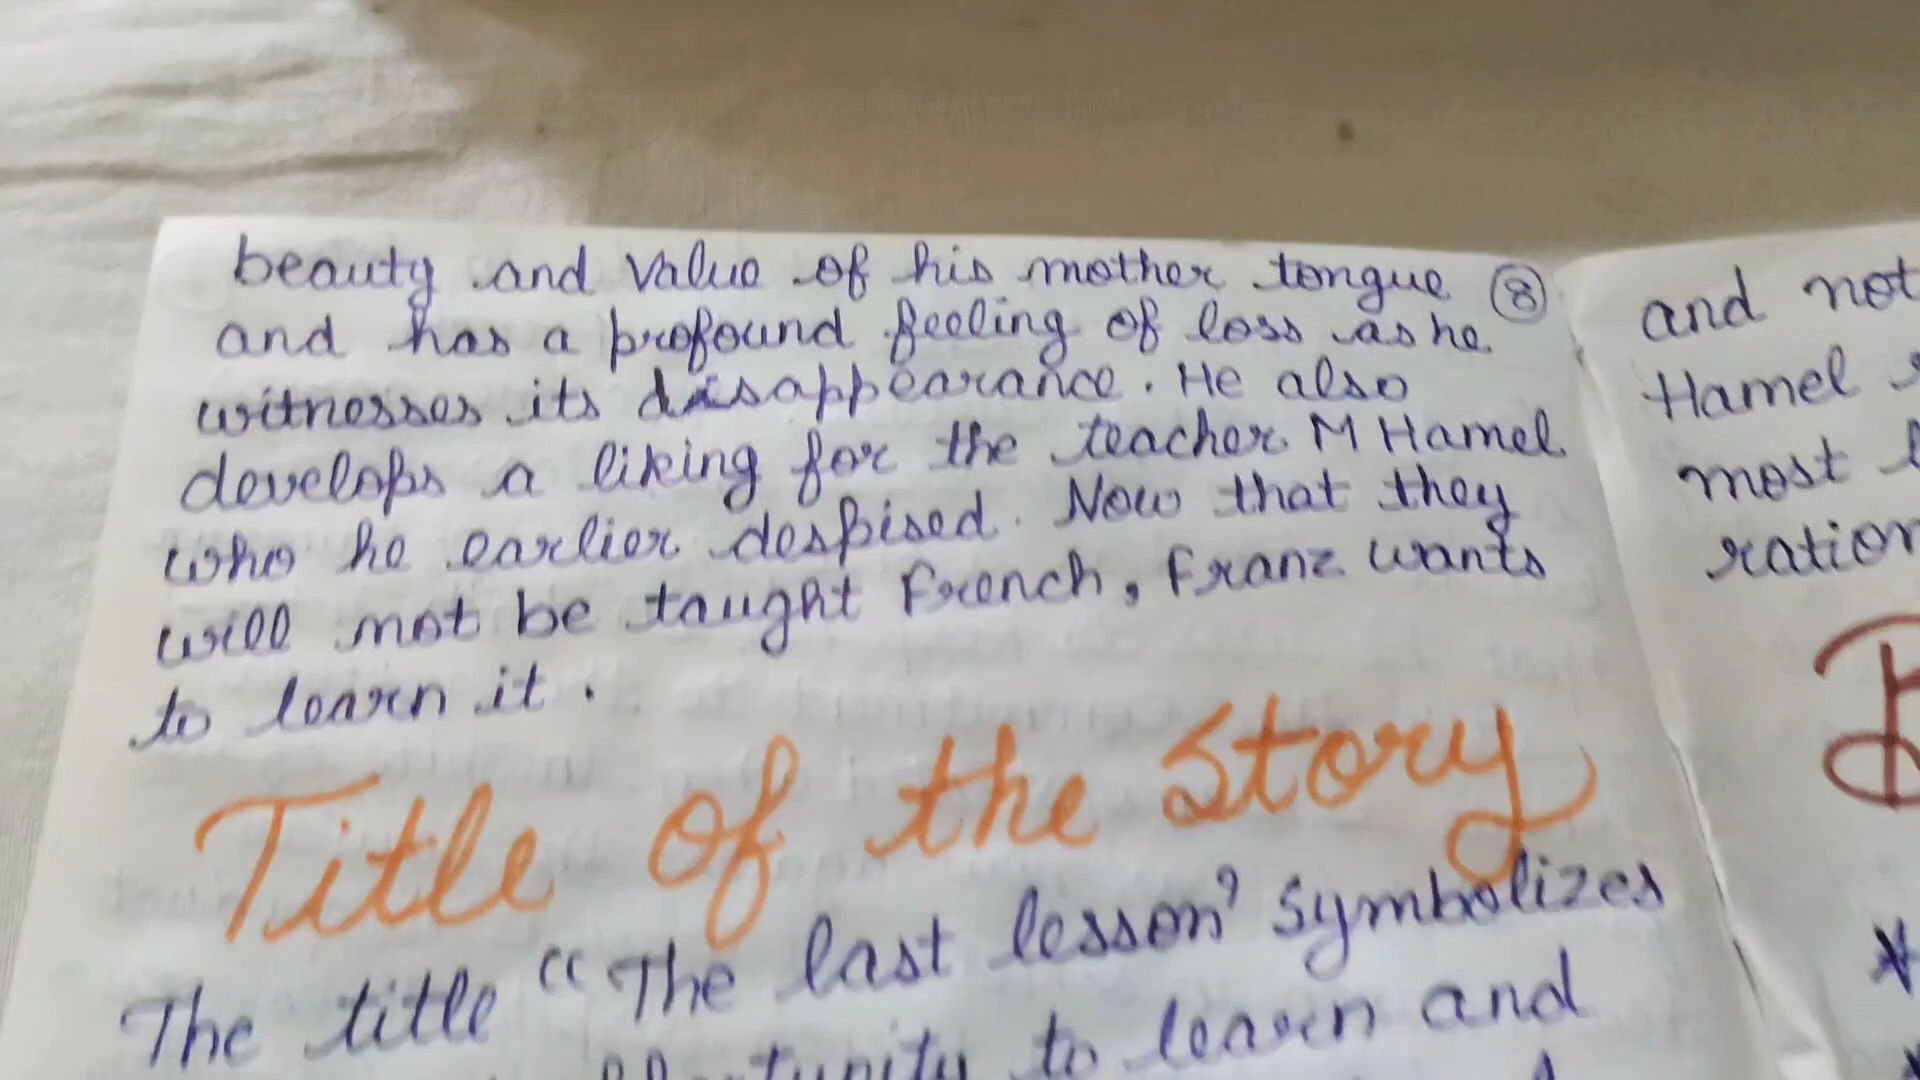 beauty and value of his mother tongue ⑧
and has a profound feeling of loss as he
witnesses its disappearance. He also
develops a liking for the teacher M Hamel
who he earlier despised. Now that they
will not be taught French, Franz wants
to learn it.
Title of the Story
The title "The last lesson" symbolizes
to learn and
and not
Hamel
most